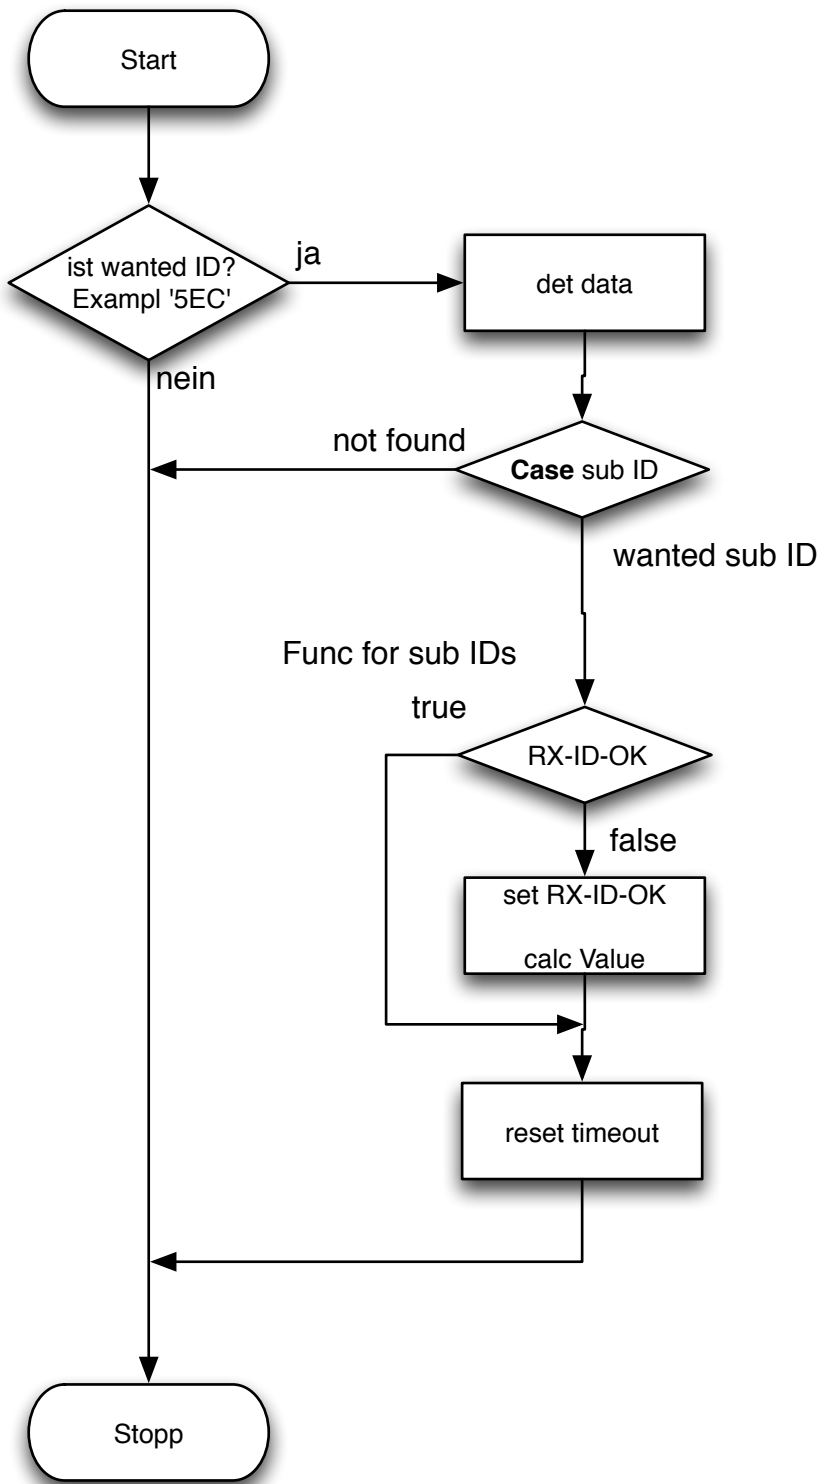 Start
ist wanted ID?
Exampl '5EC'
ja
det data
nein
not found
Case sub ID
wanted sub ID
Func for sub IDs
true
RX-ID-OK
false
set RX-ID-OK
calc Value
reset timeout
Stopp